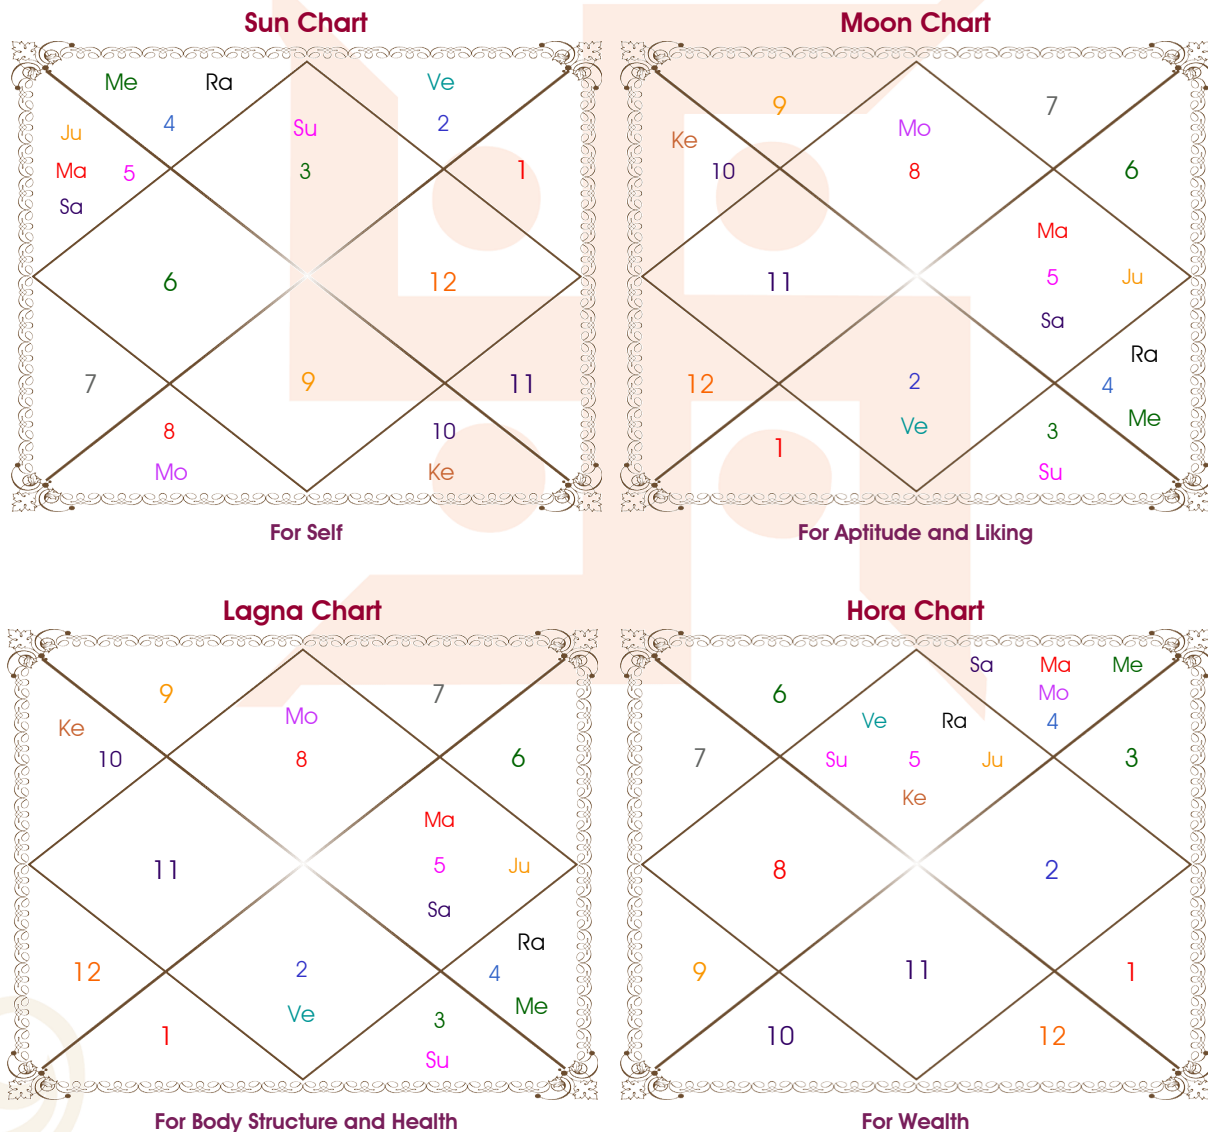 Sun Chart
Me Ra Ve
Ju 4 Su 2
Ma 5 3 1
Sa
6 12
7 9 11
8 10
Mo Ke
For Self
Moon Chart
9 7
Ke Mo
10 8 6
Ma
11 5 Ju
Sa
Ra
12 2 4
Ve Me
1 3
Su
For Aptitude and Liking
Lagna Chart
9 7
Ke Mo
10 8 6
Ma
11 5 Ju
Sa
Ra
12 2 4
Ve Me
1 3
Su
For Body Structure and Health
Hora Chart
Sa Ma Me
6 Mo
Ve Ra 4
7 Su 5 Ju 3
Ke
8 2
9 11 1
10 12
For Wealth